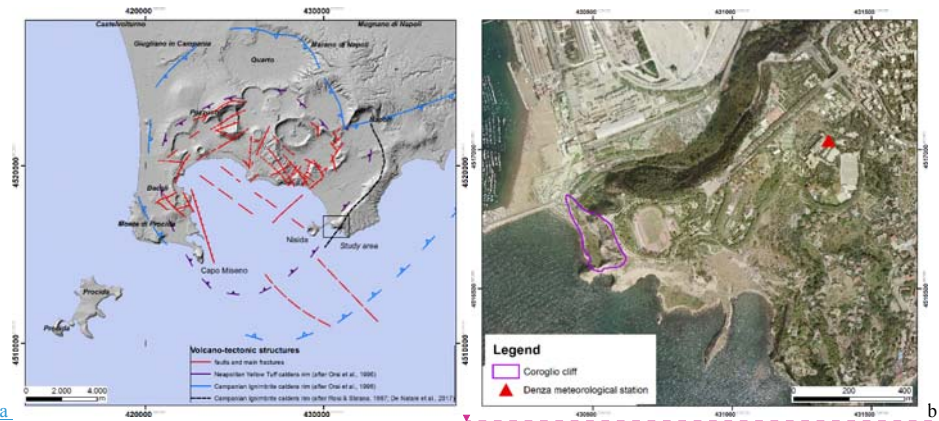 420000
430000
Castelvolturno
Mugnano di Napoli
Giugliano in Campania
Marano di Napoli
Quarto
4520000
4520000
Bacoli
Monte di Procida
Nisida
Study area
Capo Miseno
Procida
4510000
4510000
Volcano-tectonic structures
faults and main fractures
Neapolitan Yellow Tuff caldera rim (after Orsi et al., 1996)
Campanian Ignimbrite caldera rim (after Orsi et al., 1996)
Campanian Ignimbrite caldera rim (after Rosi & Sbrana, 1987; De Natale et al., 2017)
0 2.000 4.000
m
420000
430000
a
430500
431000
431500
4517000
4517000
4516500
4516500
Legend
Coroglio cliff
Denza meteorological station
0 200 400
m
430500
431000
431500
b